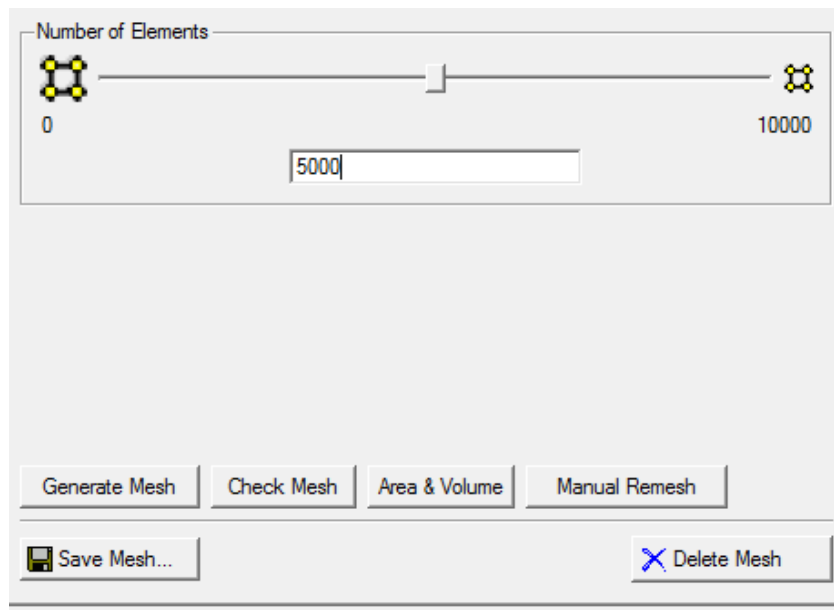 Number of Elements
0 10000
5000
Generate Mesh Check Mesh Area & Volume Manual Remesh
Save Mesh... Delete Mesh